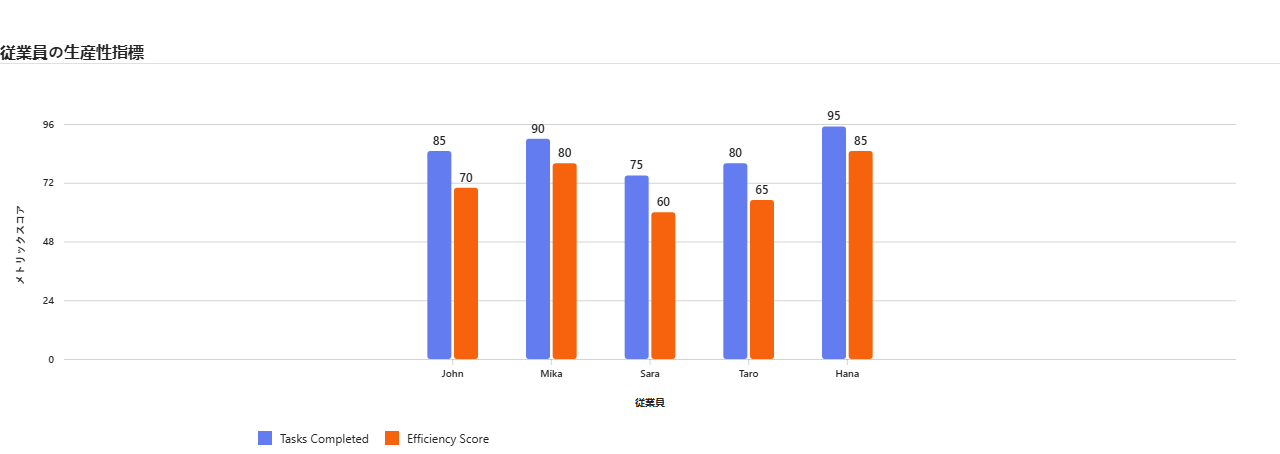 従業員の生産性指標
96
72
48
24
0
メトリックスコア
85
70
90
80
75
60
80
65
95
85
John
Mika
Sara
Taro
Hana
従業員
Tasks Completed
Efficiency Score